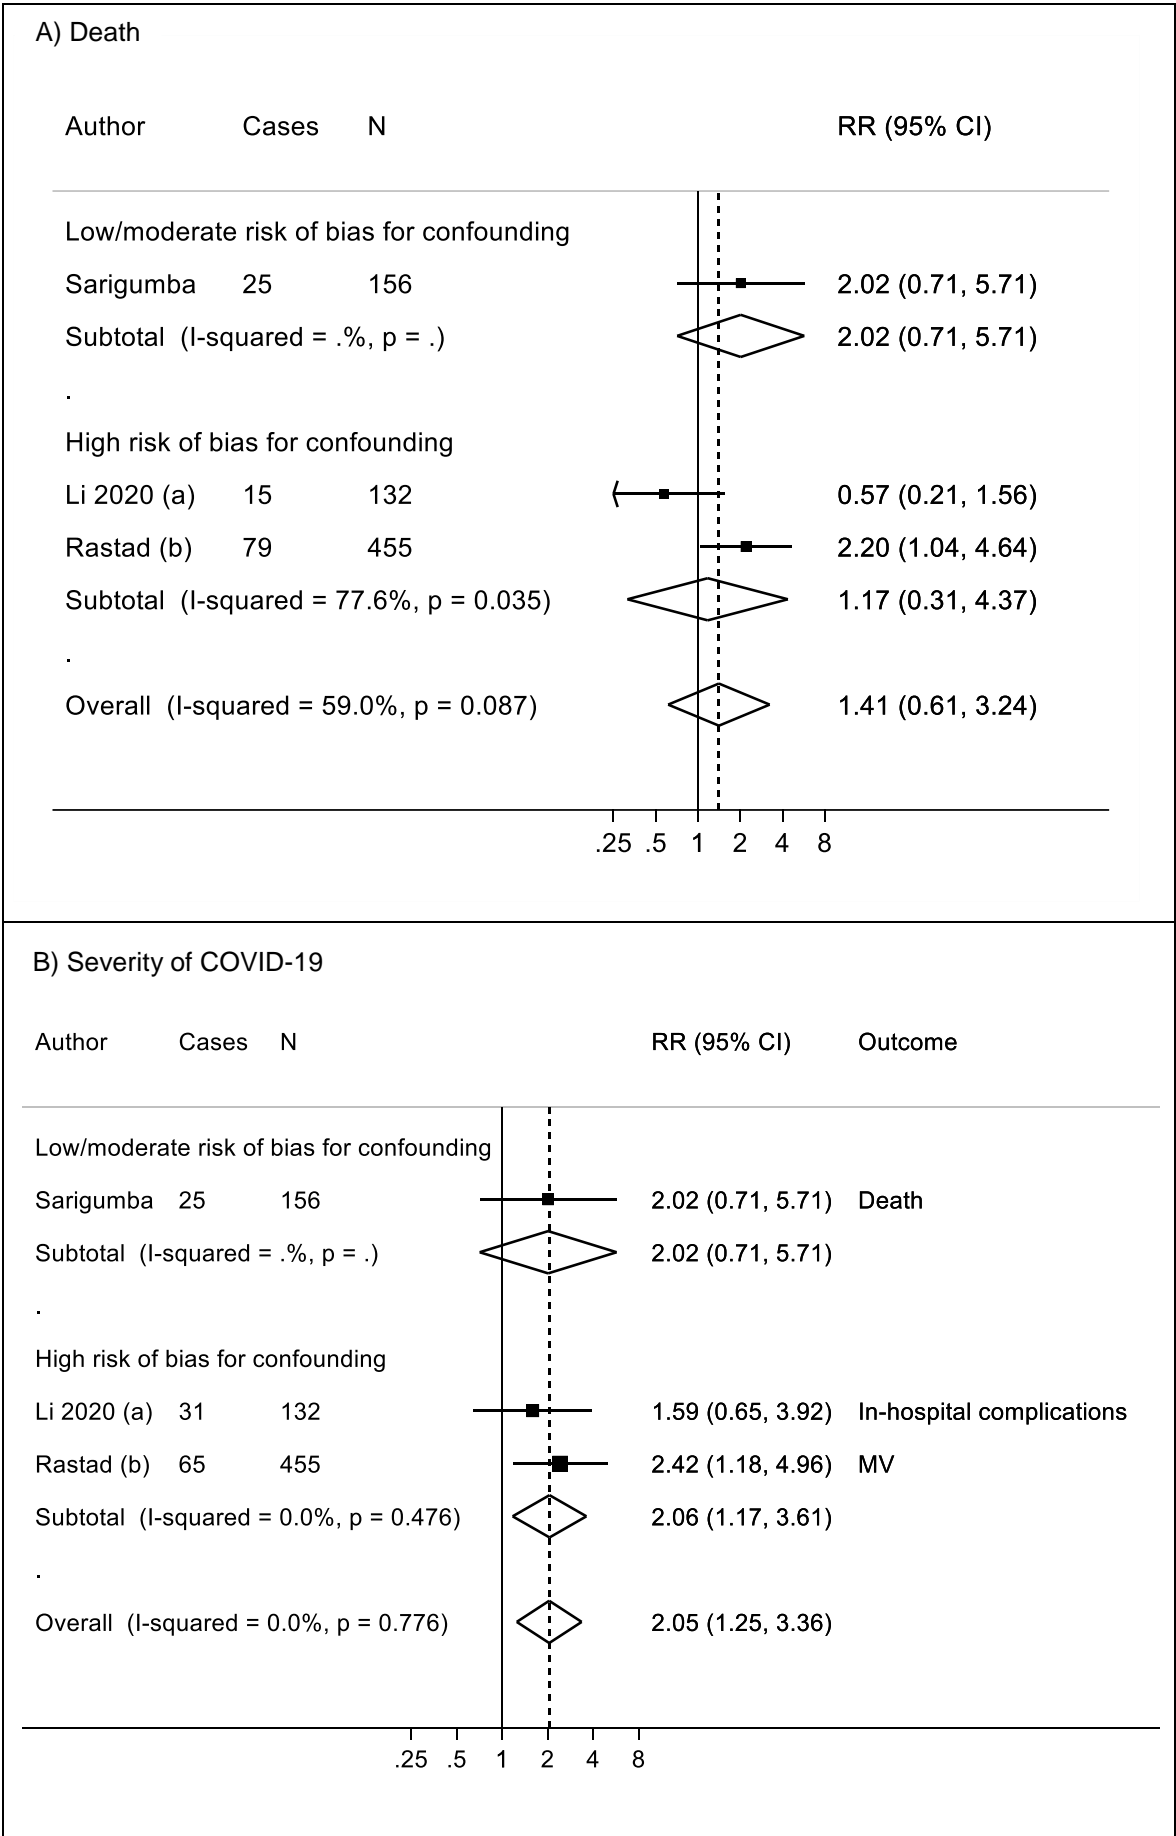 A) Death
Author Cases N RR (95% CI)
Low/moderate risk of bias for confounding
Sarigumba 25 156 2.02 (0.71, 5.71)
Subtotal (I-squared = .%, p = .) 2.02 (0.71, 5.71)
.
High risk of bias for confounding
Li 2020 (a) 15 132 0.57 (0.21, 1.56)
Rastad (b) 79 455 2.20 (1.04, 4.64)
Subtotal (I-squared = 77.6%, p = 0.035) 1.17 (0.31, 4.37)
.
Overall (I-squared = 59.0%, p = 0.087) 1.41 (0.61, 3.24)
.25 .5 1 2 4 8
B) Severity of COVID-19
Author Cases N RR (95% CI) Outcome
Low/moderate risk of bias for confounding
Sarigumba 25 156 2.02 (0.71, 5.71) Death
Subtotal (I-squared = .%, p = .) 2.02 (0.71, 5.71)
.
High risk of bias for confounding
Li 2020 (a) 31 132 1.59 (0.65, 3.92) In-hospital complications
Rastad (b) 65 455 2.42 (1.18, 4.96) MV
Subtotal (I-squared = 0.0%, p = 0.476) 2.06 (1.17, 3.61)
.
Overall (I-squared = 0.0%, p = 0.776) 2.05 (1.25, 3.36)
.25 .5 1 2 4 8